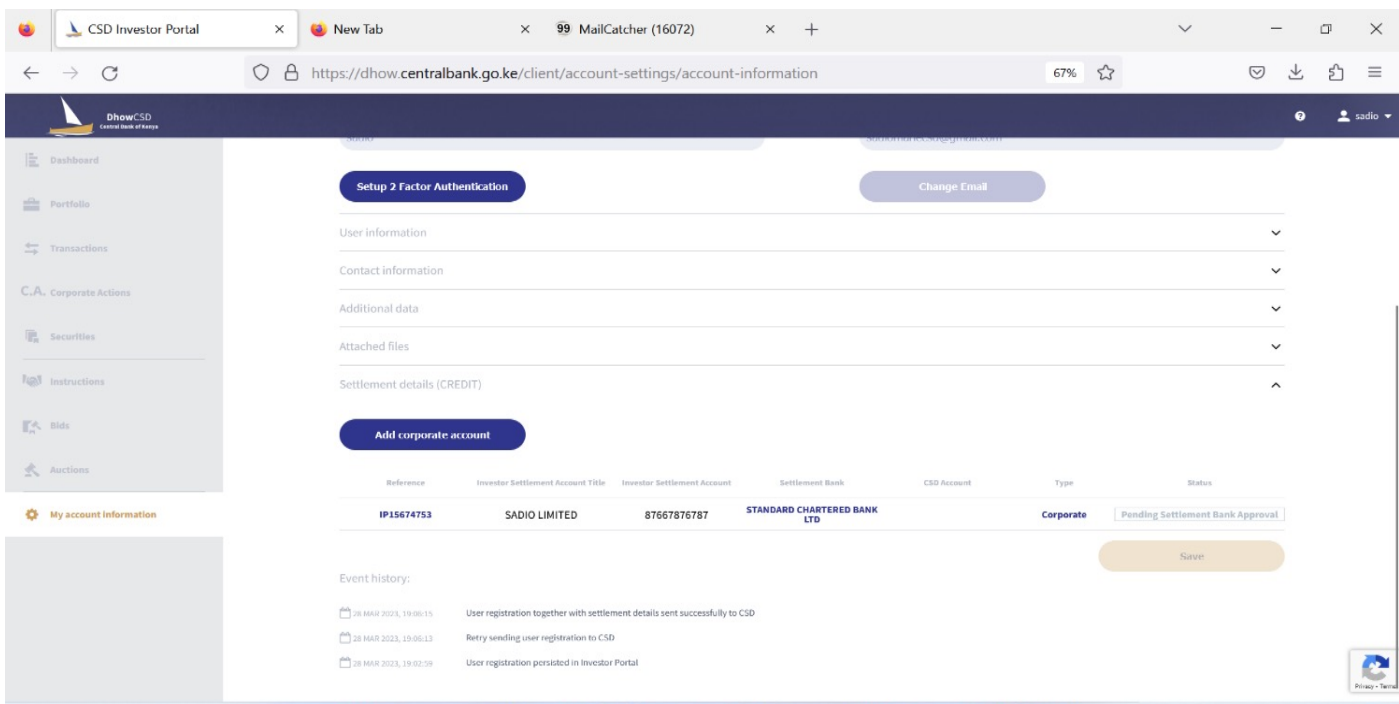 CSD Investor Portal
New Tab
99 MailCatcher (16072)
https://dhow.centralbank.go.ke/client/account-settings/account-information
67%
DhowCSD
Central Bank of Kenya
sadio
Dashboard
Portfolio
Transactions
C.A. Corporate Actions
Securities
Instructions
Bids
Auctions
My account information
sadio
Setup 2 Factor Authentication
Change Email
User information
Contact information
Additional data
Attached files
Settlement details (CREDIT)
Add corporate account
Reference Investor Settlement Account Title Investor Settlement Account Settlement Bank CSD Account Type Status
IP15674753 SADIO LIMITED 87667876787 STANDARD CHARTERED BANK LTD Corporate Pending Settlement Bank Approval
Save
Event history:
28 MAR 2023, 19:06:15 User registration together with settlement details sent successfully to CSD
28 MAR 2023, 19:06:13 Retry sending user registration to CSD
28 MAR 2023, 19:02:59 User registration persisted in Investor Portal
Privacy - Terms